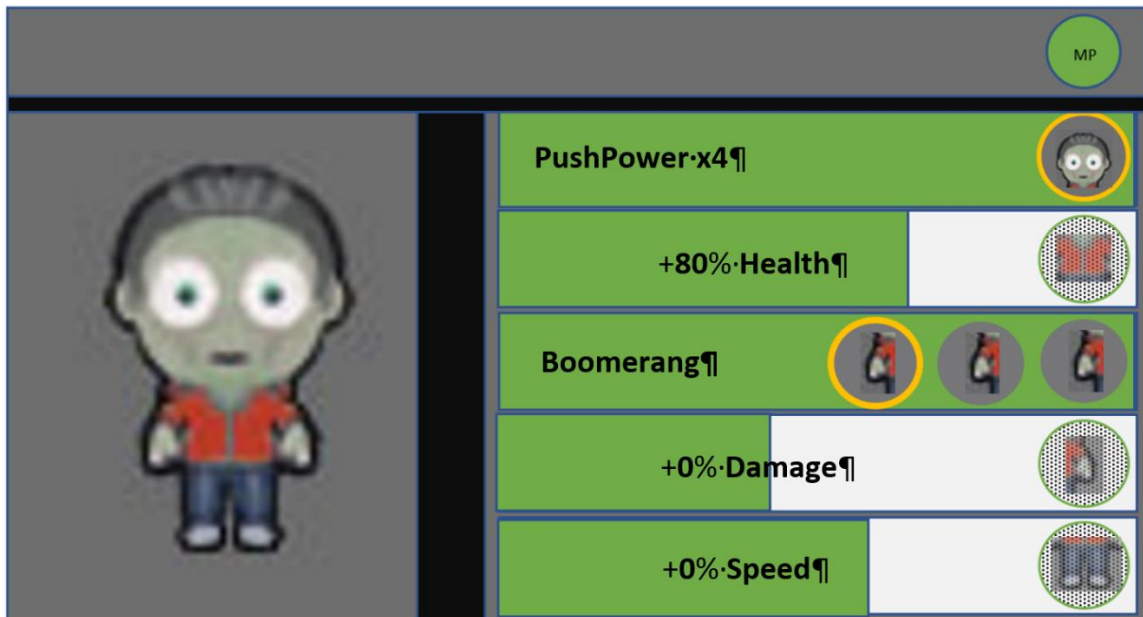 MP
PushPower·x4¶
+80%·Health¶
Boomerang¶
+0%·Damage¶
+0%·Speed¶